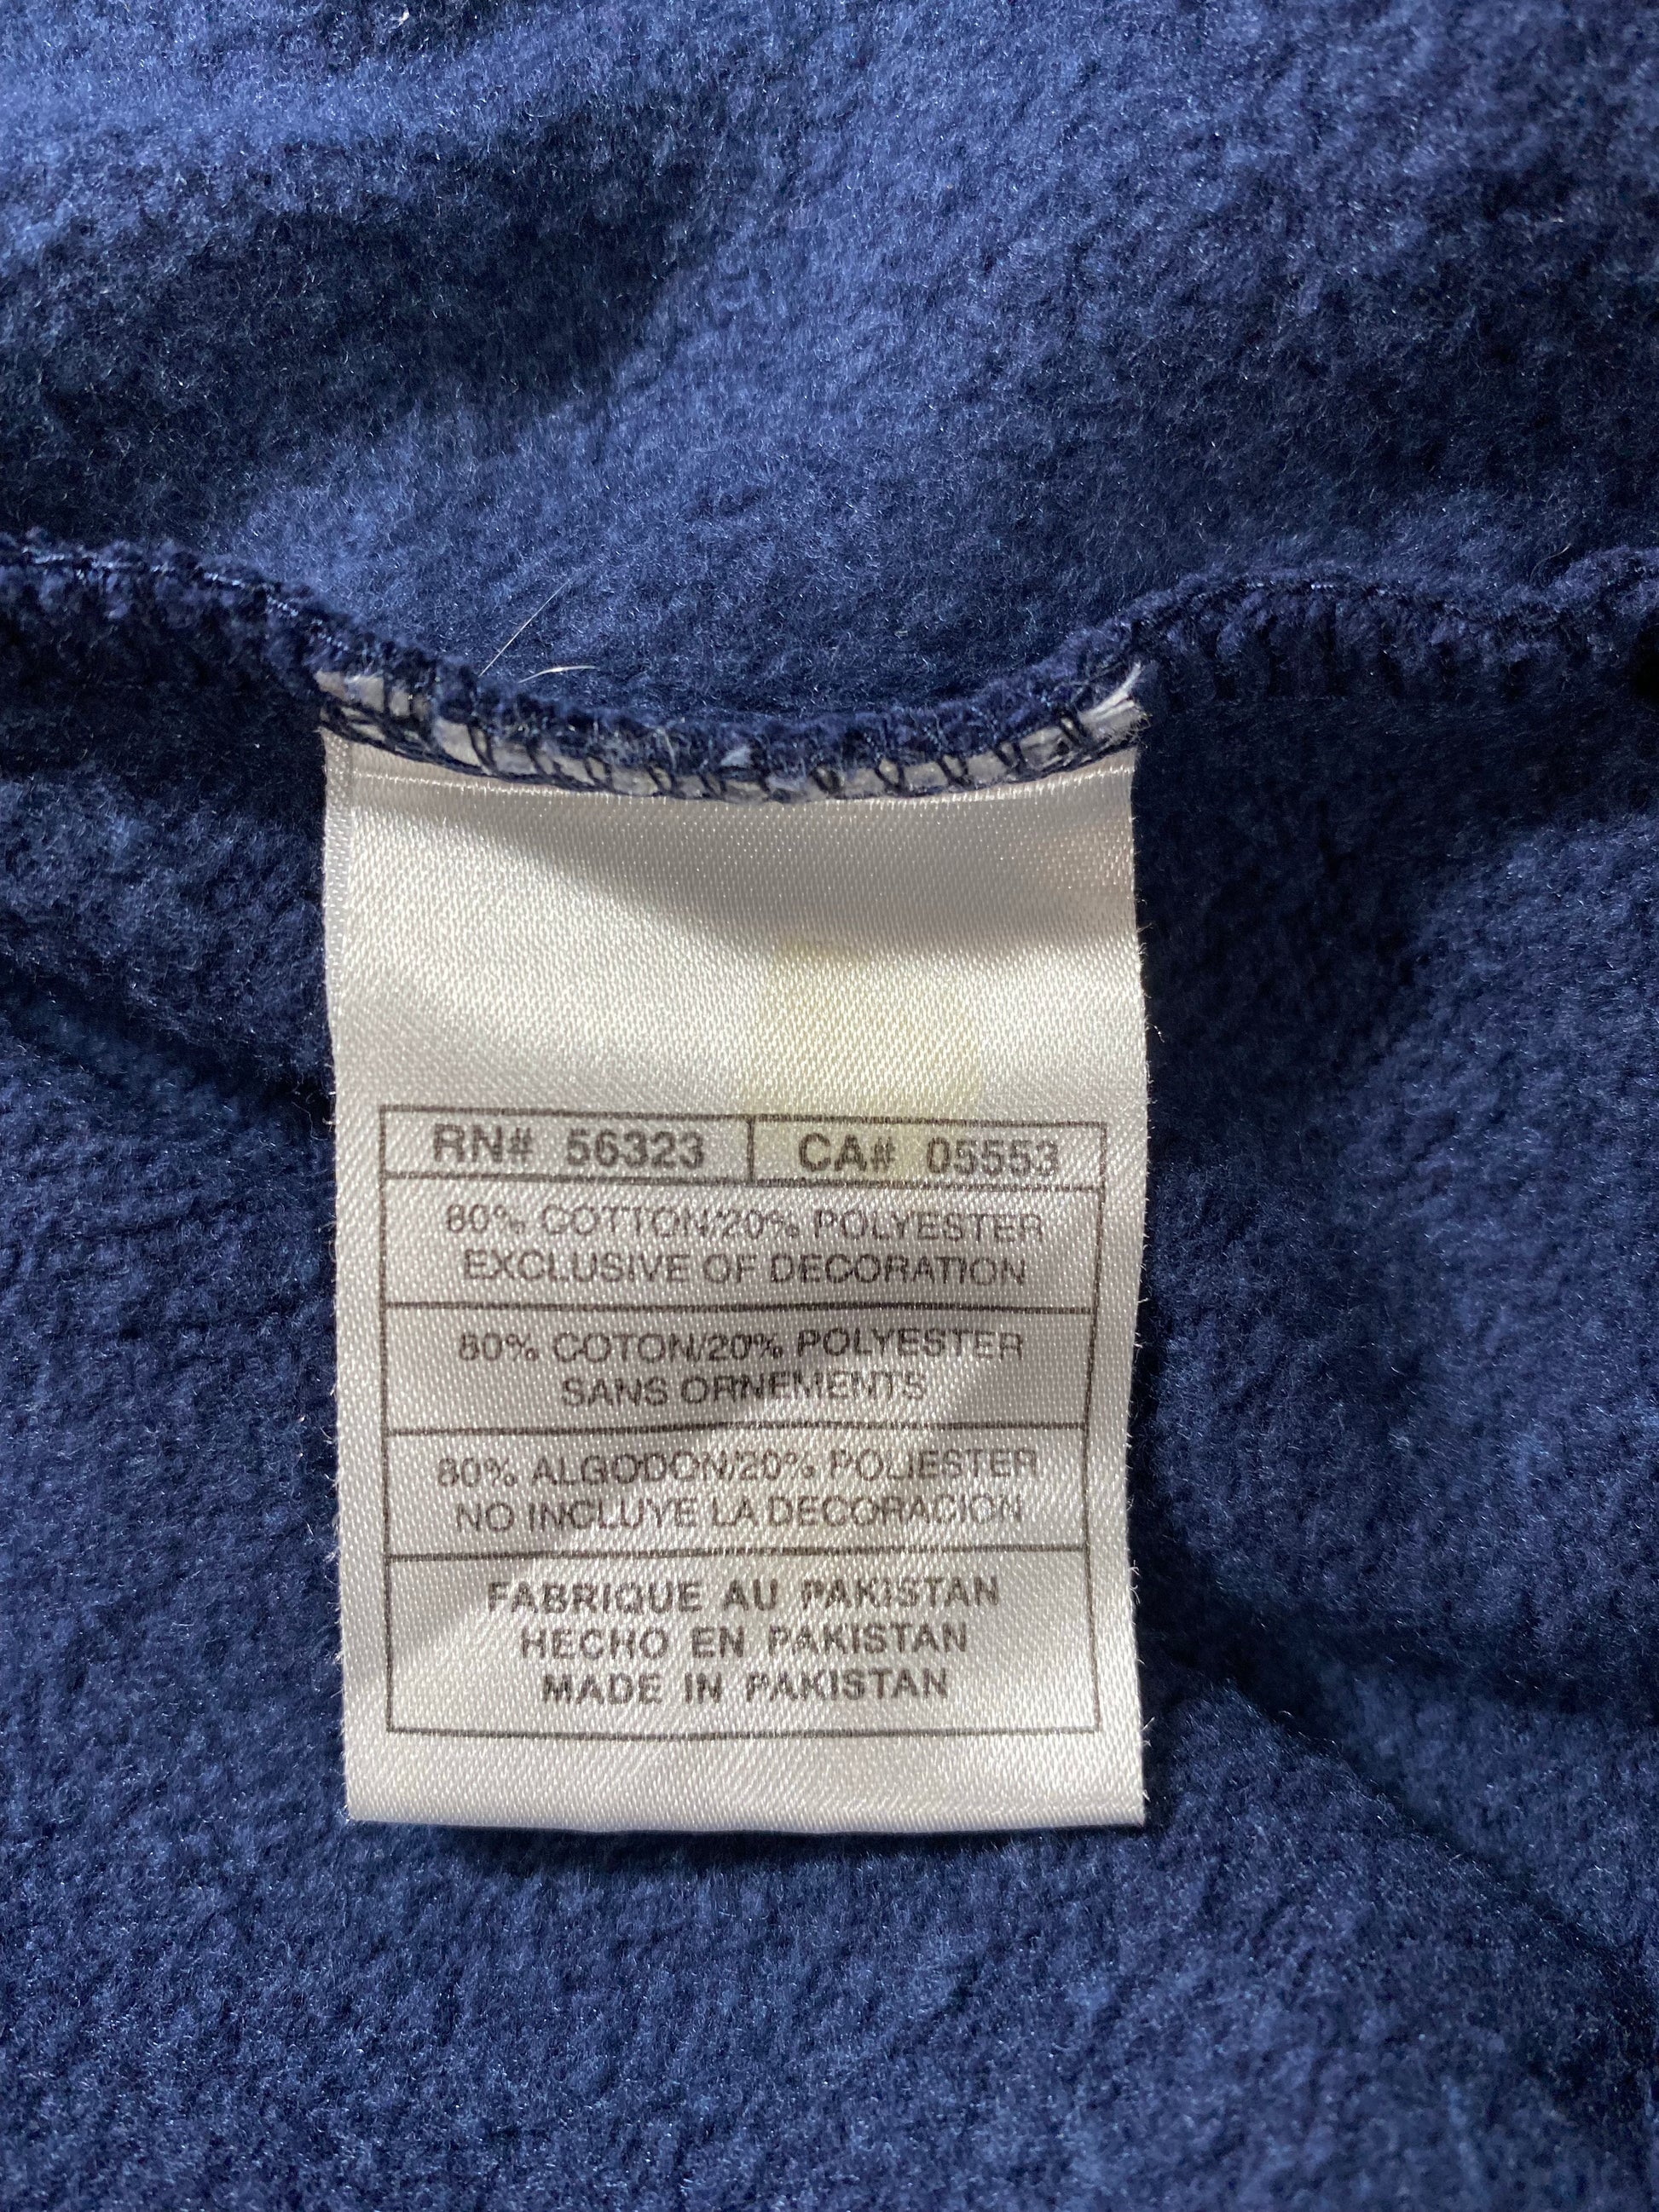 RN# 56323 CA# 05553
80% COTTON/20% POLYESTER
EXCLUSIVE OF DECORATION
80% COTON/20% POLYESTER
SANS ORNEMENTS
80% ALGODON/20% POLIESTER
NO INCLUYE LA DECORACION
FABRIQUE AU PAKISTAN
HECHO EN PAKISTAN
MADE IN PAKISTAN